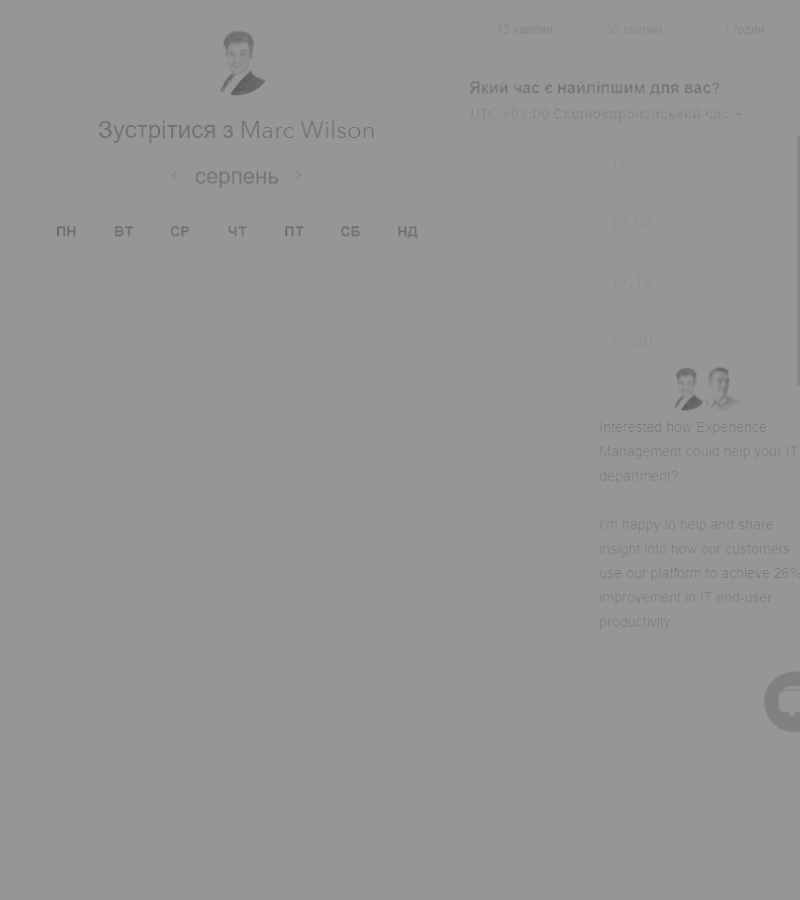 15 хвилин 30 хвилин 1 годин
Який час є найліпшим для вас?
UTC +03:00 Східноєвропейський час
Зустрітися з Marc Wilson
серпень
ПН ВТ СР ЧТ ПТ СБ НД
16:45
17:00
17:15
17:30
Interested how Experience
Management could help your IT
department?
I'm happy to help and share
insight into how our customers
use our platform to achieve 26%
improvement in IT end-user
productivity.